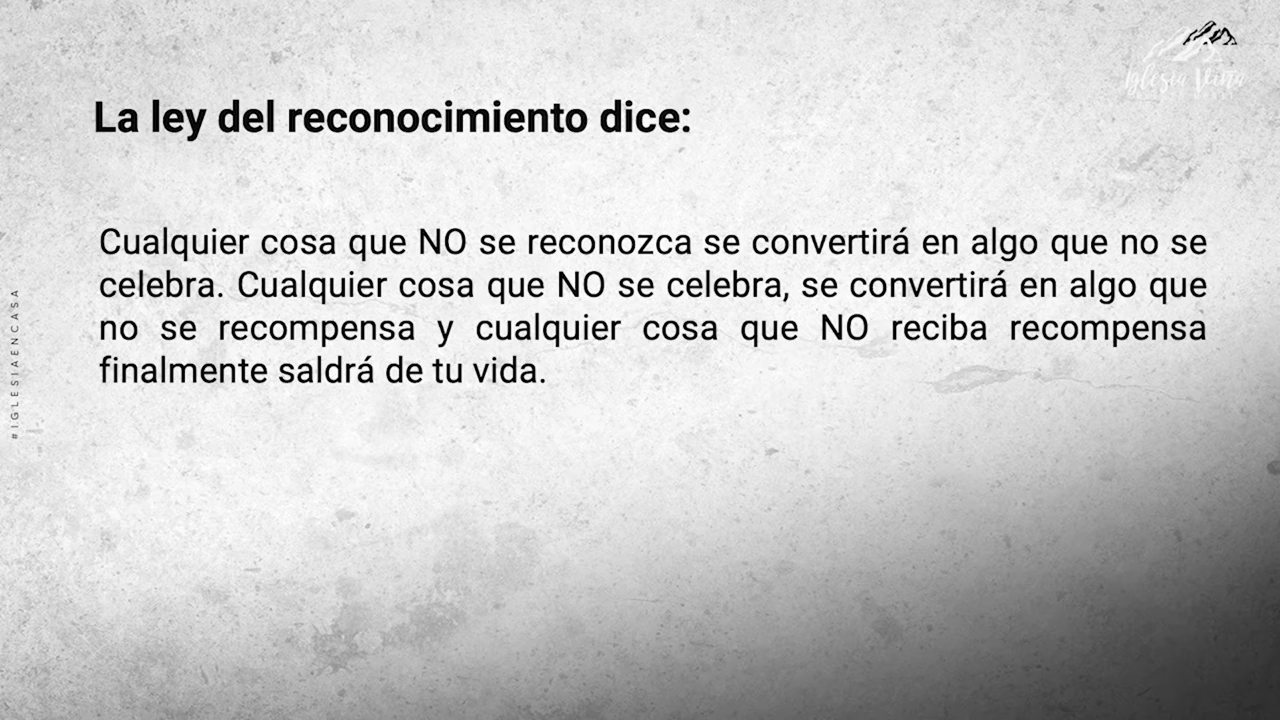 La ley del reconocimiento dice:
Cualquier cosa que NO se reconozca se convertirá en algo que no se
celebra. Cualquier cosa que NO se celebra, se convertirá en algo que
no se recompensa y cualquier cosa que NO reciba recompensa
finalmente saldrá de tu vida.
#IGLESIAENCASA
Iglesia